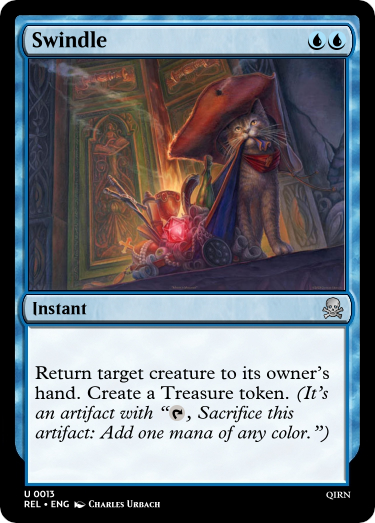 Swindle
Instant
Return target creature to its owner's
hand. Create a Treasure token. (It's
an artifact with “, Sacrifice this
artifact: Add one mana of any color.”)
U 0013
REL • ENG CHARLES URBACH
QIRN